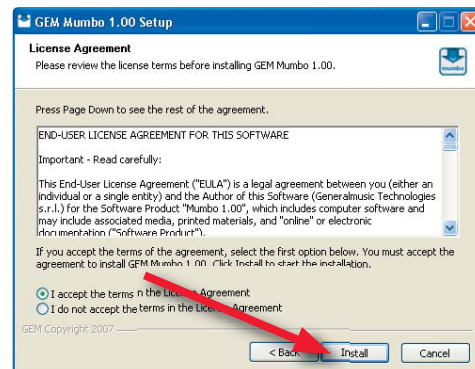 GEM Mumbo 1.00 Setup
License Agreement
Please review the license terms before installing GEM Mumbo 1.00.
mumbo
Press Page Down to see the rest of the agreement.
END-USER LICENSE AGREEMENT FOR THIS SOFTWARE
Important - Read carefully:
This End-User License Agreement ("EULA") is a legal agreement between you (either an
individual or a single entity) and the Author of this Software (Generalmusic Technologies
s.r.l.) for the Software Product "Mumbo 1.00", which includes computer software and
may include associated media, printed materials, and "online" or electronic
documentation ("Software Product").
If you accept the terms of the agreement, select the first option below. You must accept the
agreement to install GEM Mumbo 1.00. Click Install to start the installation.
I accept the terms in the License Agreement
I do not accept the terms in the License Agreement
GEM Copyright 2007
< Back
Install
Cancel